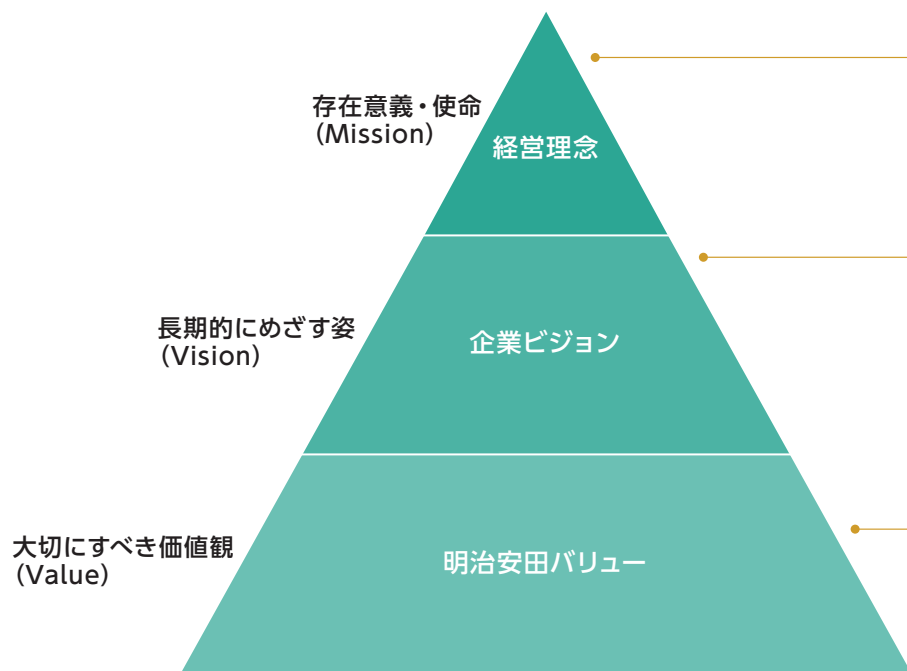 存在意義・使命
(Mission)
経営理念
長期的にめざす姿
(Vision)
企業ビジョン
大切にすべき価値観
(Value)
明治安田バリュー